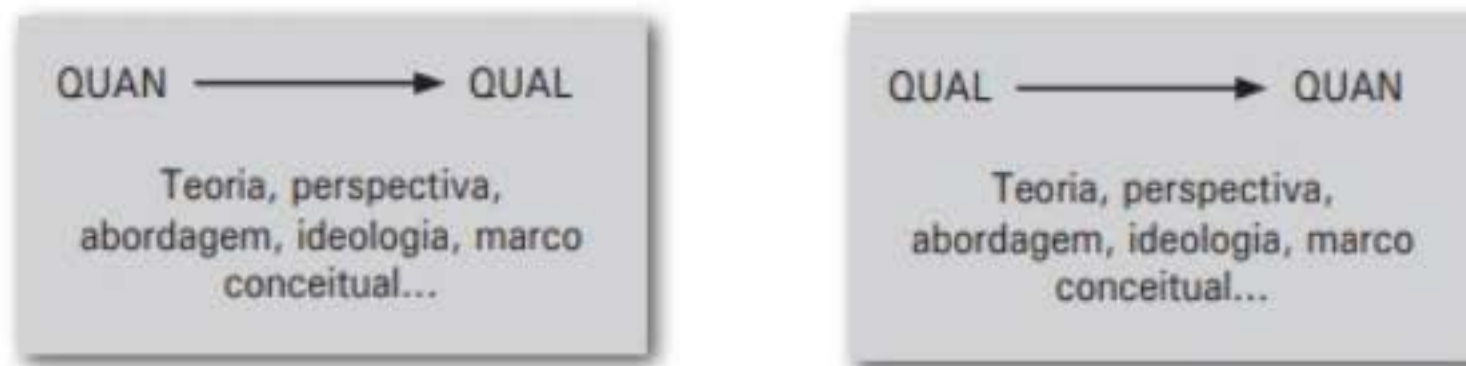 QUAN → QUAL
Teoria, perspectiva,
abordagem, ideologia, marco
conceitual...
QUAL → QUAN
Teoria, perspectiva,
abordagem, ideologia, marco
conceitual...